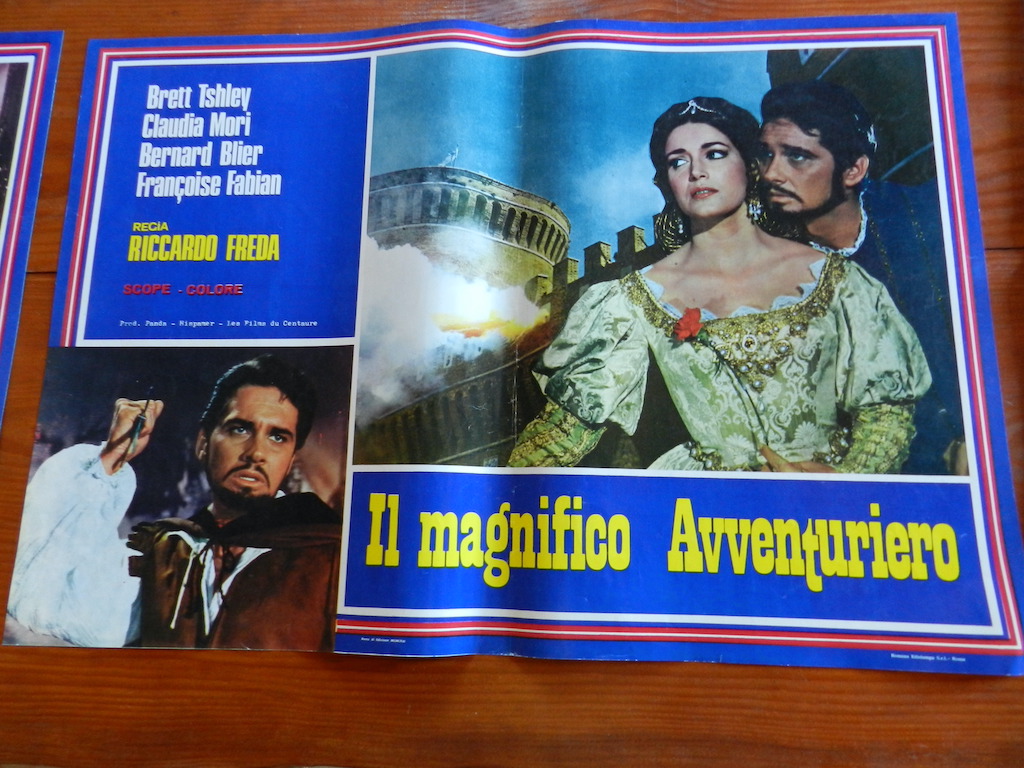 Brett Tshley
Claudia Mori
Bernard Blier
Françoise Fabian
REGIA
RICCARDO FREDA
SCOPE - COLORE
Prod. Panda - Rispamer - Les Films du Centaure
Il magnifico Avventuriero